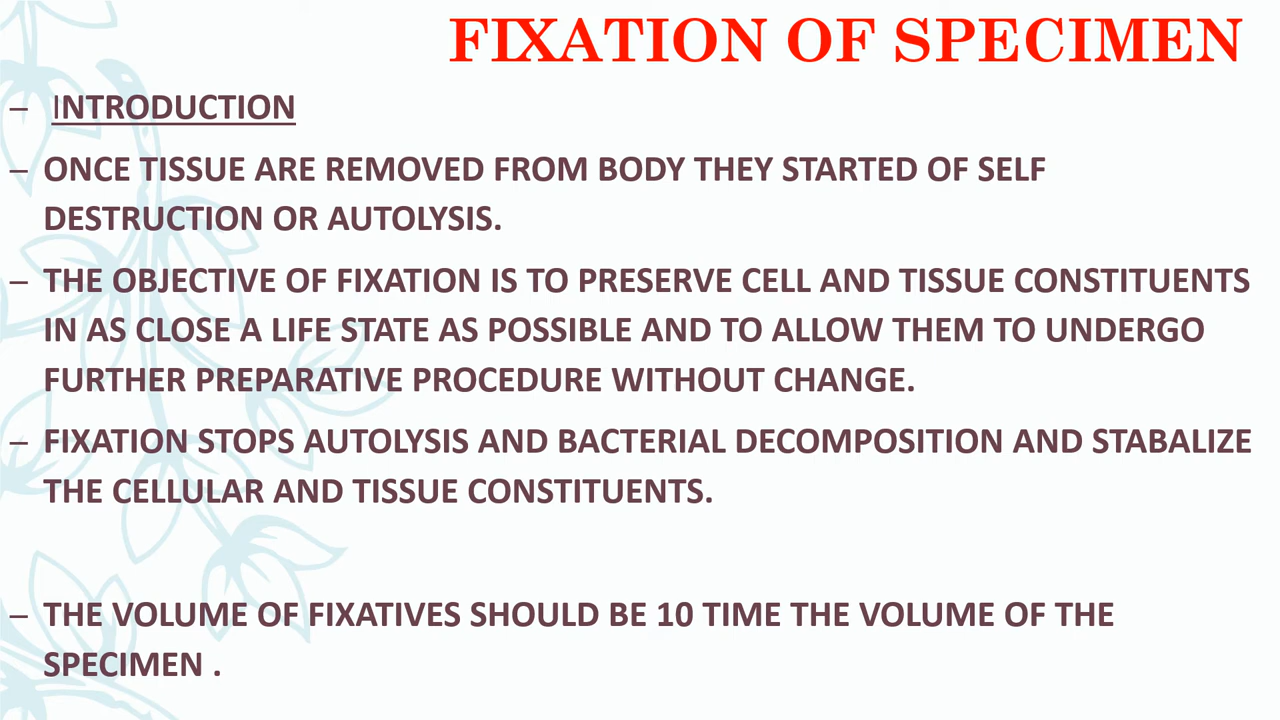 FIXATION OF SPECIMEN
– INTRODUCTION
– ONCE TISSUE ARE REMOVED FROM BODY THEY STARTED OF SELF
DESTRUCTION OR AUTOLYSIS.
– THE OBJECTIVE OF FIXATION IS TO PRESERVE CELL AND TISSUE CONSTITUENTS
IN AS CLOSE A LIFE STATE AS POSSIBLE AND TO ALLOW THEM TO UNDERGO
FURTHER PREPARATIVE PROCEDURE WITHOUT CHANGE.
– FIXATION STOPS AUTOLYSIS AND BACTERIAL DECOMPOSITION AND STABALIZE
THE CELLULAR AND TISSUE CONSTITUENTS.
– THE VOLUME OF FIXATIVES SHOULD BE 10 TIME THE VOLUME OF THE
SPECIMEN .